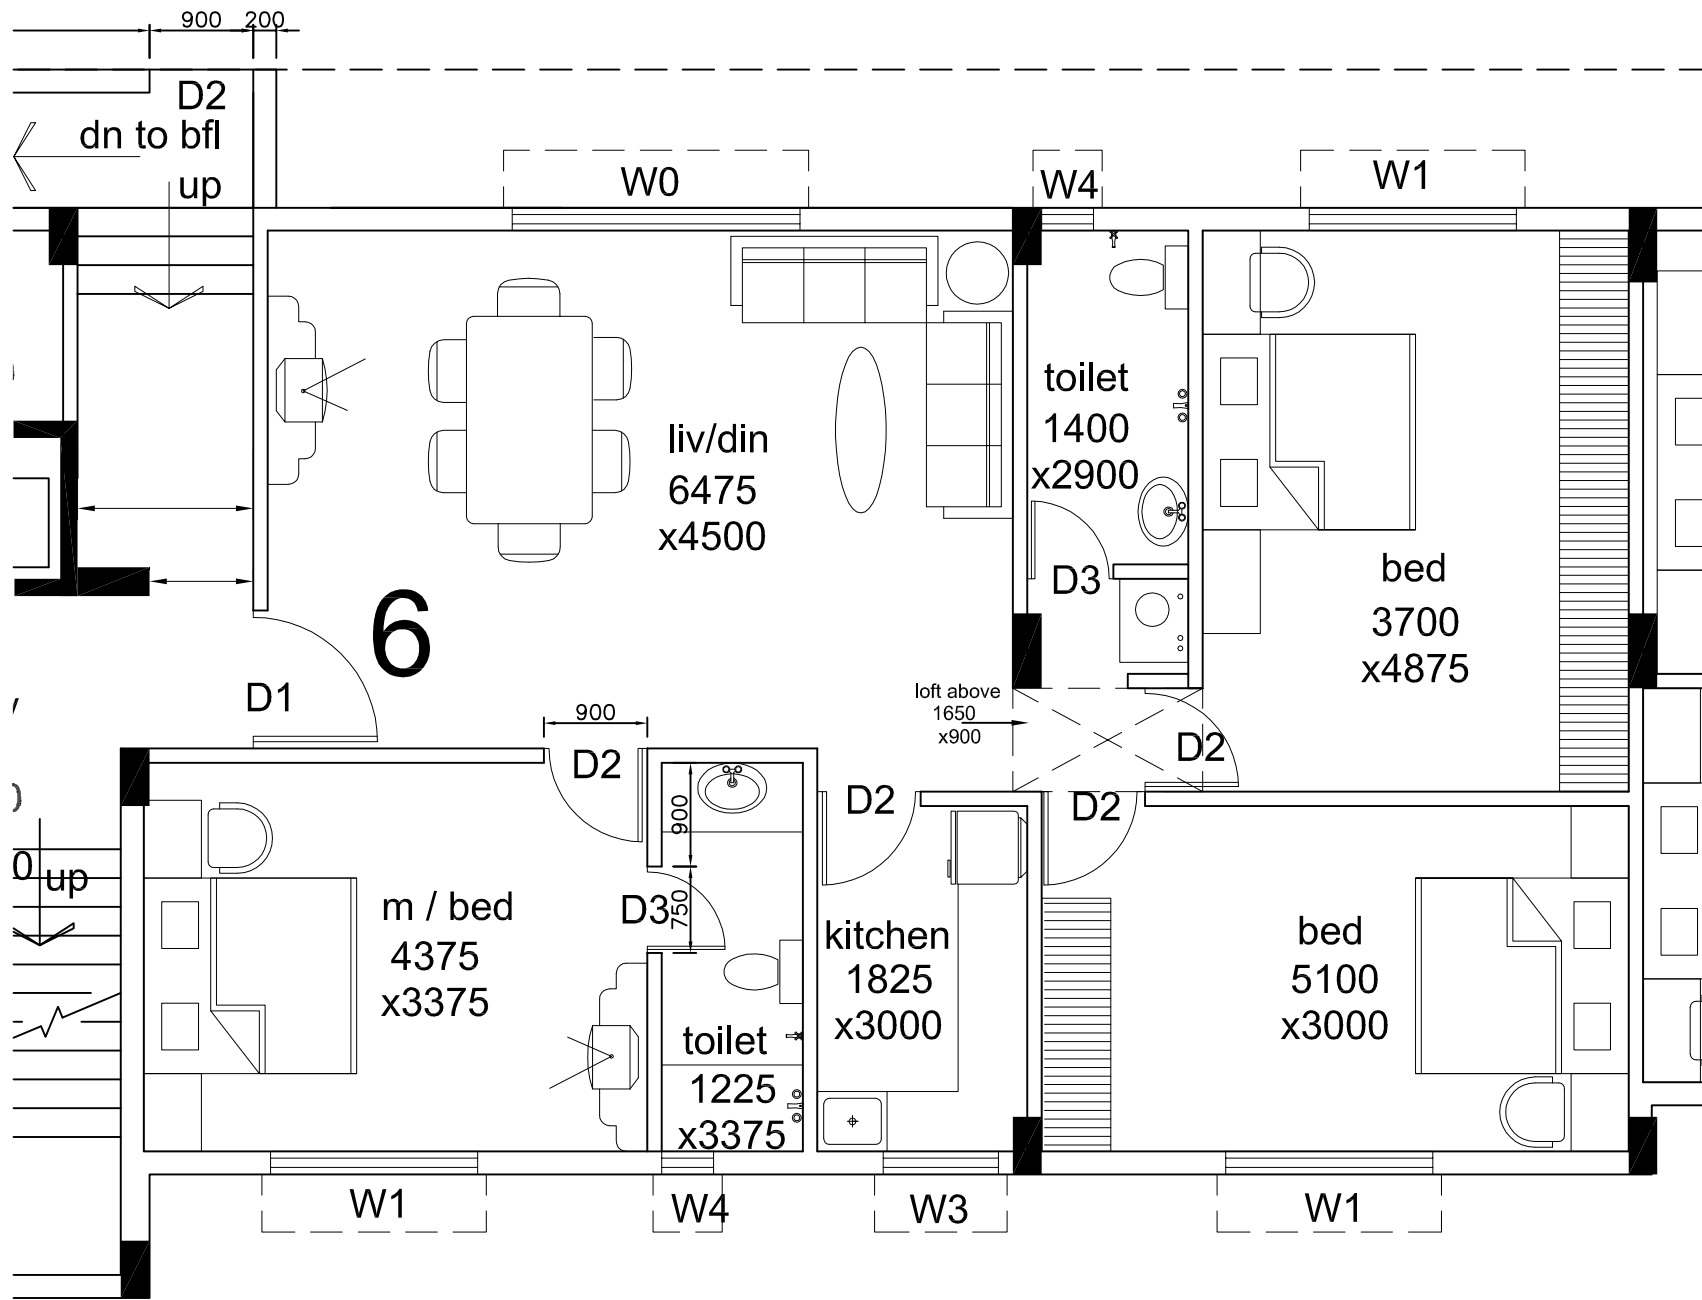 900 200
D2
dn to bfl
up
W0
W4
W1
toilet
1400
x2900
liv/din
6475
x4500
D3
bed
3700
x4875
6
D1
loft above
1650
x900
900
D2
D2
D2
D2
900
up
0
m / bed
4375
x3375
D3
750
kitchen
1825
x3000
bed
5100
x3000
toilet
1225
x3375
W1
W4
W3
W1